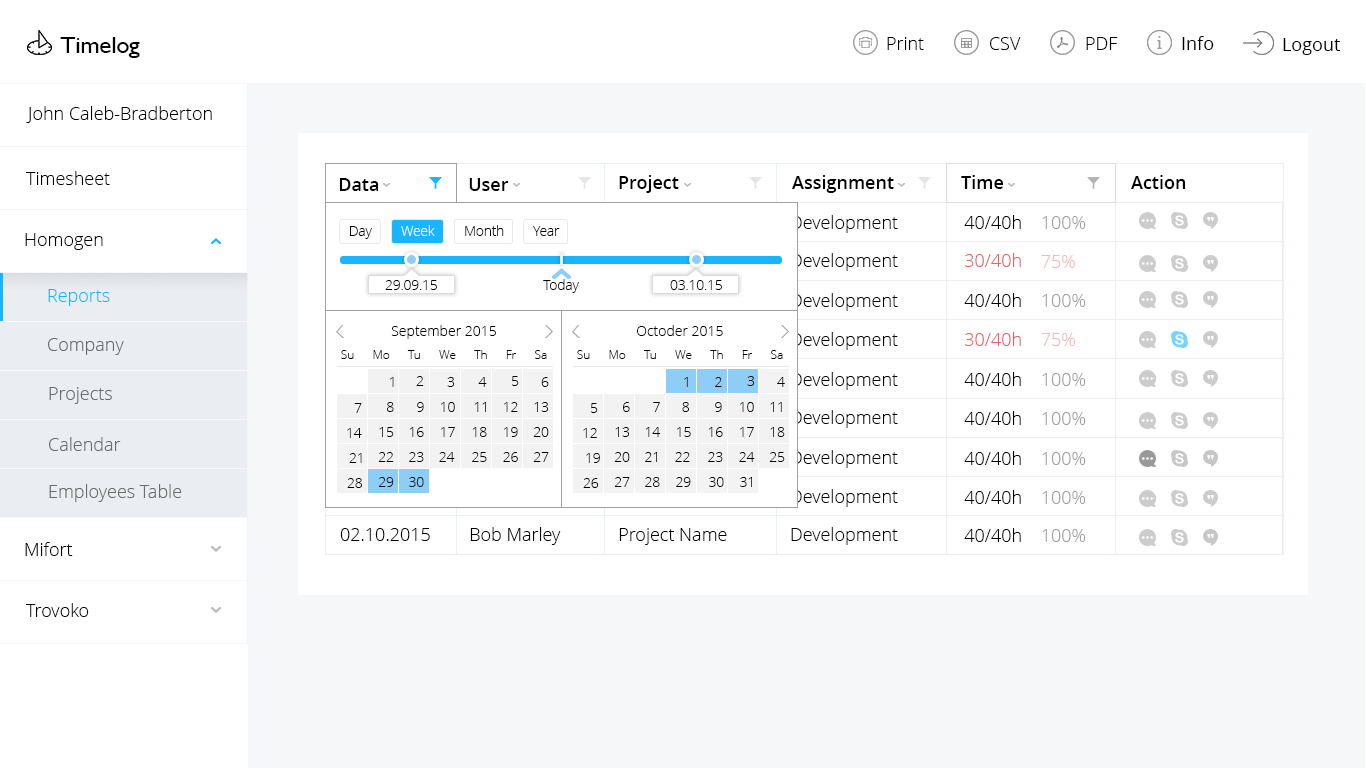 Timelog
Print CSV PDF Info Logout
John Caleb-Bradberton
Timesheet
Homogen
Reports
Company
Projects
Calendar
Employees Table
Mifort
Trovoko
Data User Project Assignment Time Action
Day Week Month Year
29.09.15 Today 03.10.15
September 2015
Su Mo Tu We Th Fr Sa
1 2 3 4 5 6
7 8 9 10 11 12 13
14 15 16 17 18 19 20
21 22 23 24 25 26 27
28 29 30
Octoder 2015
Su Mo Tu We Th Fr Sa
1 2 3 4
5 6 7 8 9 10 11
12 13 14 15 16 17 18
19 20 21 22 23 24 25
26 27 28 29 30 31
Development 40/40h 100%
Development 30/40h 75%
Development 40/40h 100%
Development 30/40h 75%
Development 40/40h 100%
Development 40/40h 100%
Development 40/40h 100%
Development 40/40h 100%
02.10.2015 Bob Marley Project Name Development 40/40h 100%